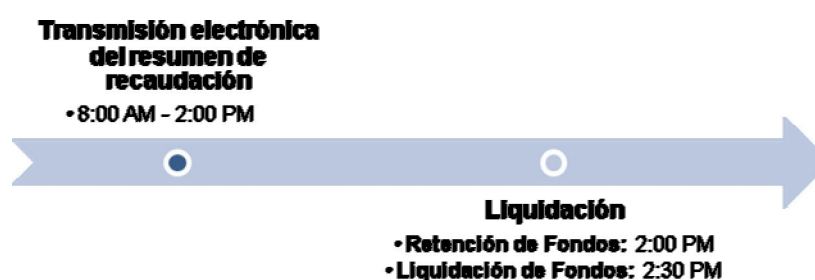 Transmisión electrónica
del resumen de
recaudación
•8:00 AM - 2:00 PM
Liquidación
•Retención de Fondos: 2:00 PM
•Liquidación de Fondos: 2:30 PM